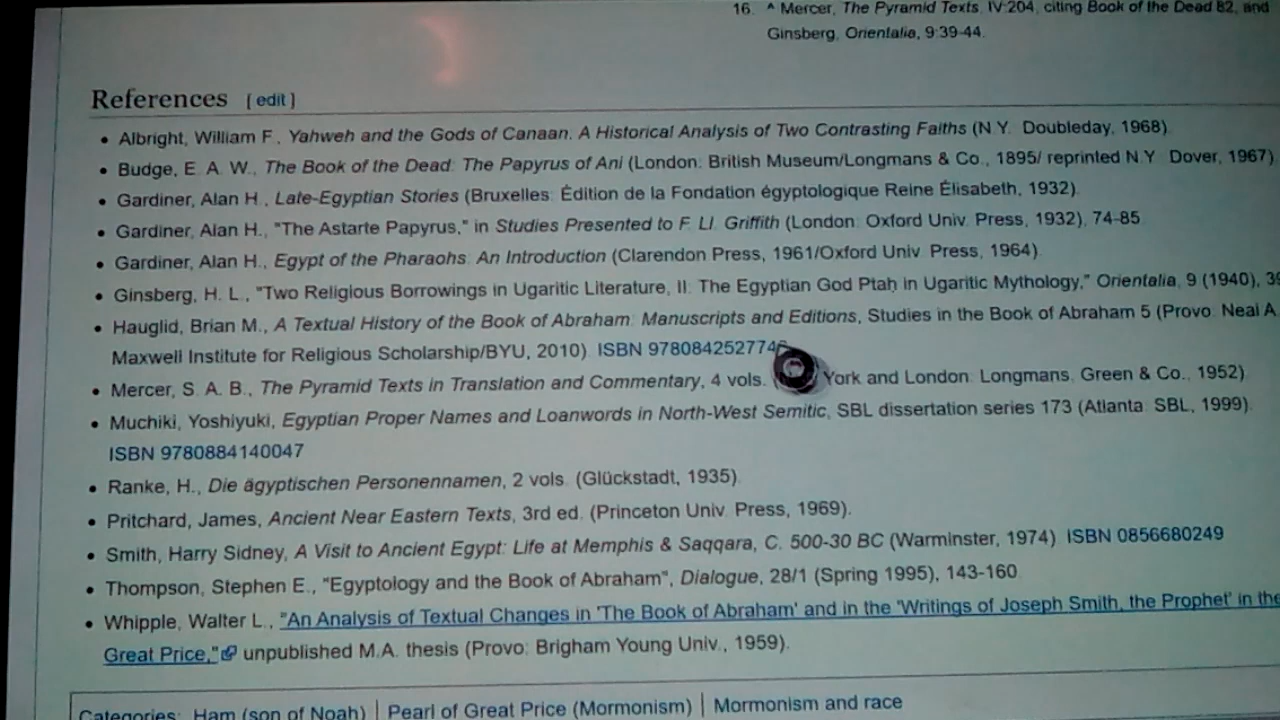 16. ^ Mercer, The Pyramid Texts, IV:204, citing Book of the Dead 82, and
Ginsberg, Orientalia, 9:39-44.
References [ edit ]
• Albright, William F., Yahweh and the Gods of Canaan: A Historical Analysis of Two Contrasting Faiths (N.Y.: Doubleday, 1968).
• Budge, E. A. W., The Book of the Dead: The Papyrus of Ani (London: British Museum/Longmans & Co., 1895/ reprinted N.Y.: Dover, 1967)
• Gardiner, Alan H., Late-Egyptian Stories (Bruxelles: Édition de la Fondation égyptologique Reine Élisabeth, 1932).
• Gardiner, Alan H., "The Astarte Papyrus," in Studies Presented to F. Ll. Griffith (London: Oxford Univ. Press, 1932), 74-85.
• Gardiner, Alan H., Egypt of the Pharaohs: An Introduction (Clarendon Press, 1961/Oxford Univ. Press, 1964).
• Ginsberg, H. L., "Two Religious Borrowings in Ugaritic Literature, II: The Egyptian God Ptah in Ugaritic Mythology," Orientalia, 9 (1940),
• Hauglid, Brian M., A Textual History of the Book of Abraham: Manuscripts and Editions, Studies in the Book of Abraham 5 (Provo: Neal A.
Maxwell Institute for Religious Scholarship/BYU, 2010). ISBN 978084252774
• Mercer, S. A. B., The Pyramid Texts in Translation and Commentary, 4 vols. York and London: Longmans, Green & Co., 1952).
• Muchiki, Yoshiyuki, Egyptian Proper Names and Loanwords in North-West Semitic, SBL dissertation series 173 (Atlanta: SBL, 1999).
ISBN 9780884140047
• Ranke, H., Die ägyptischen Personennamen, 2 vols. (Glückstadt, 1935).
• Pritchard, James, Ancient Near Eastern Texts, 3rd ed. (Princeton Univ. Press, 1969).
• Smith, Harry Sidney, A Visit to Ancient Egypt: Life at Memphis & Saqqara, C. 500-30 BC (Warminster, 1974). ISBN 0856680249
• Thompson, Stephen E., "Egyptology and the Book of Abraham", Dialogue, 28/1 (Spring 1995), 143-160
• Whipple, Walter L., "An Analysis of Textual Changes in 'The Book of Abraham' and in the 'Writings of Joseph Smith, the Prophet' in the
Great Price," unpublished M.A. thesis (Provo: Brigham Young Univ., 1959).
Categories: Ham (son of Noah) | Pearl of Great Price (Mormonism) | Mormonism and race